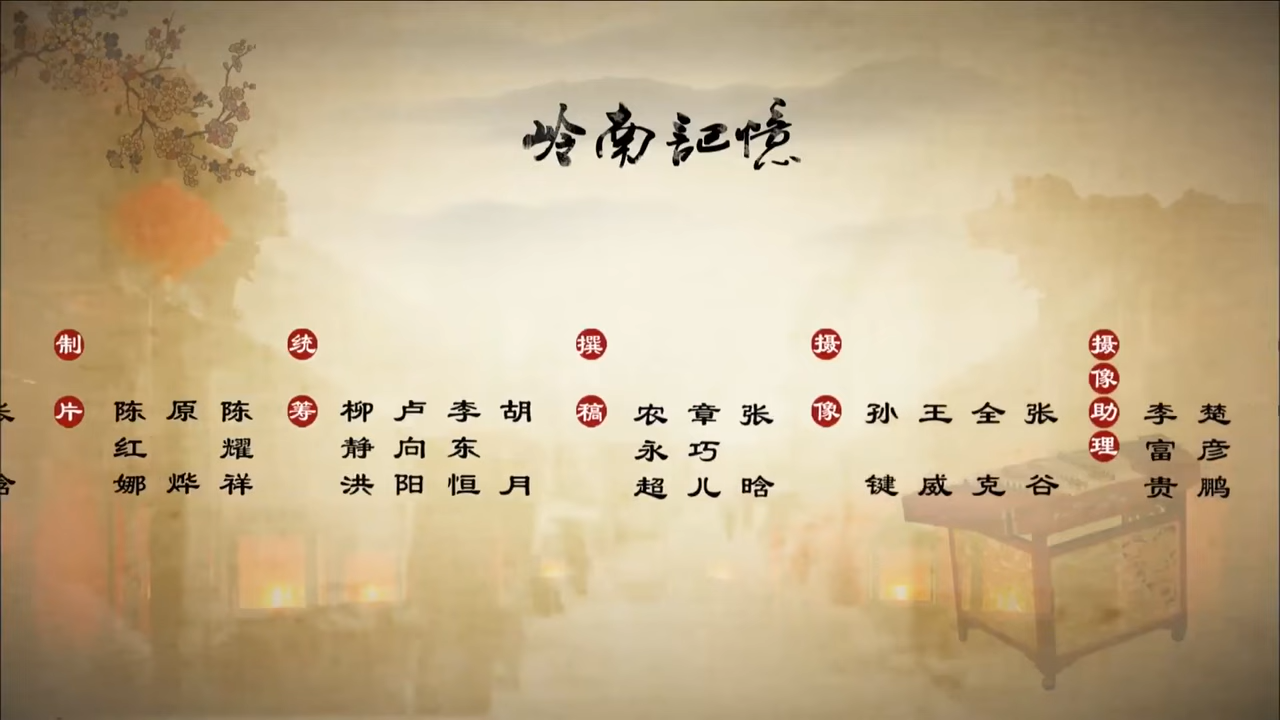 岭南記憶
制片
陈红娜
原烨
陈耀祥
统筹
柳静洪
卢向阳
李东恒
胡月
撰稿
农永超
章巧儿
张晗
摄像
孙键
王威
全克
张谷
摄像助理
李富贵
楚彦鹏